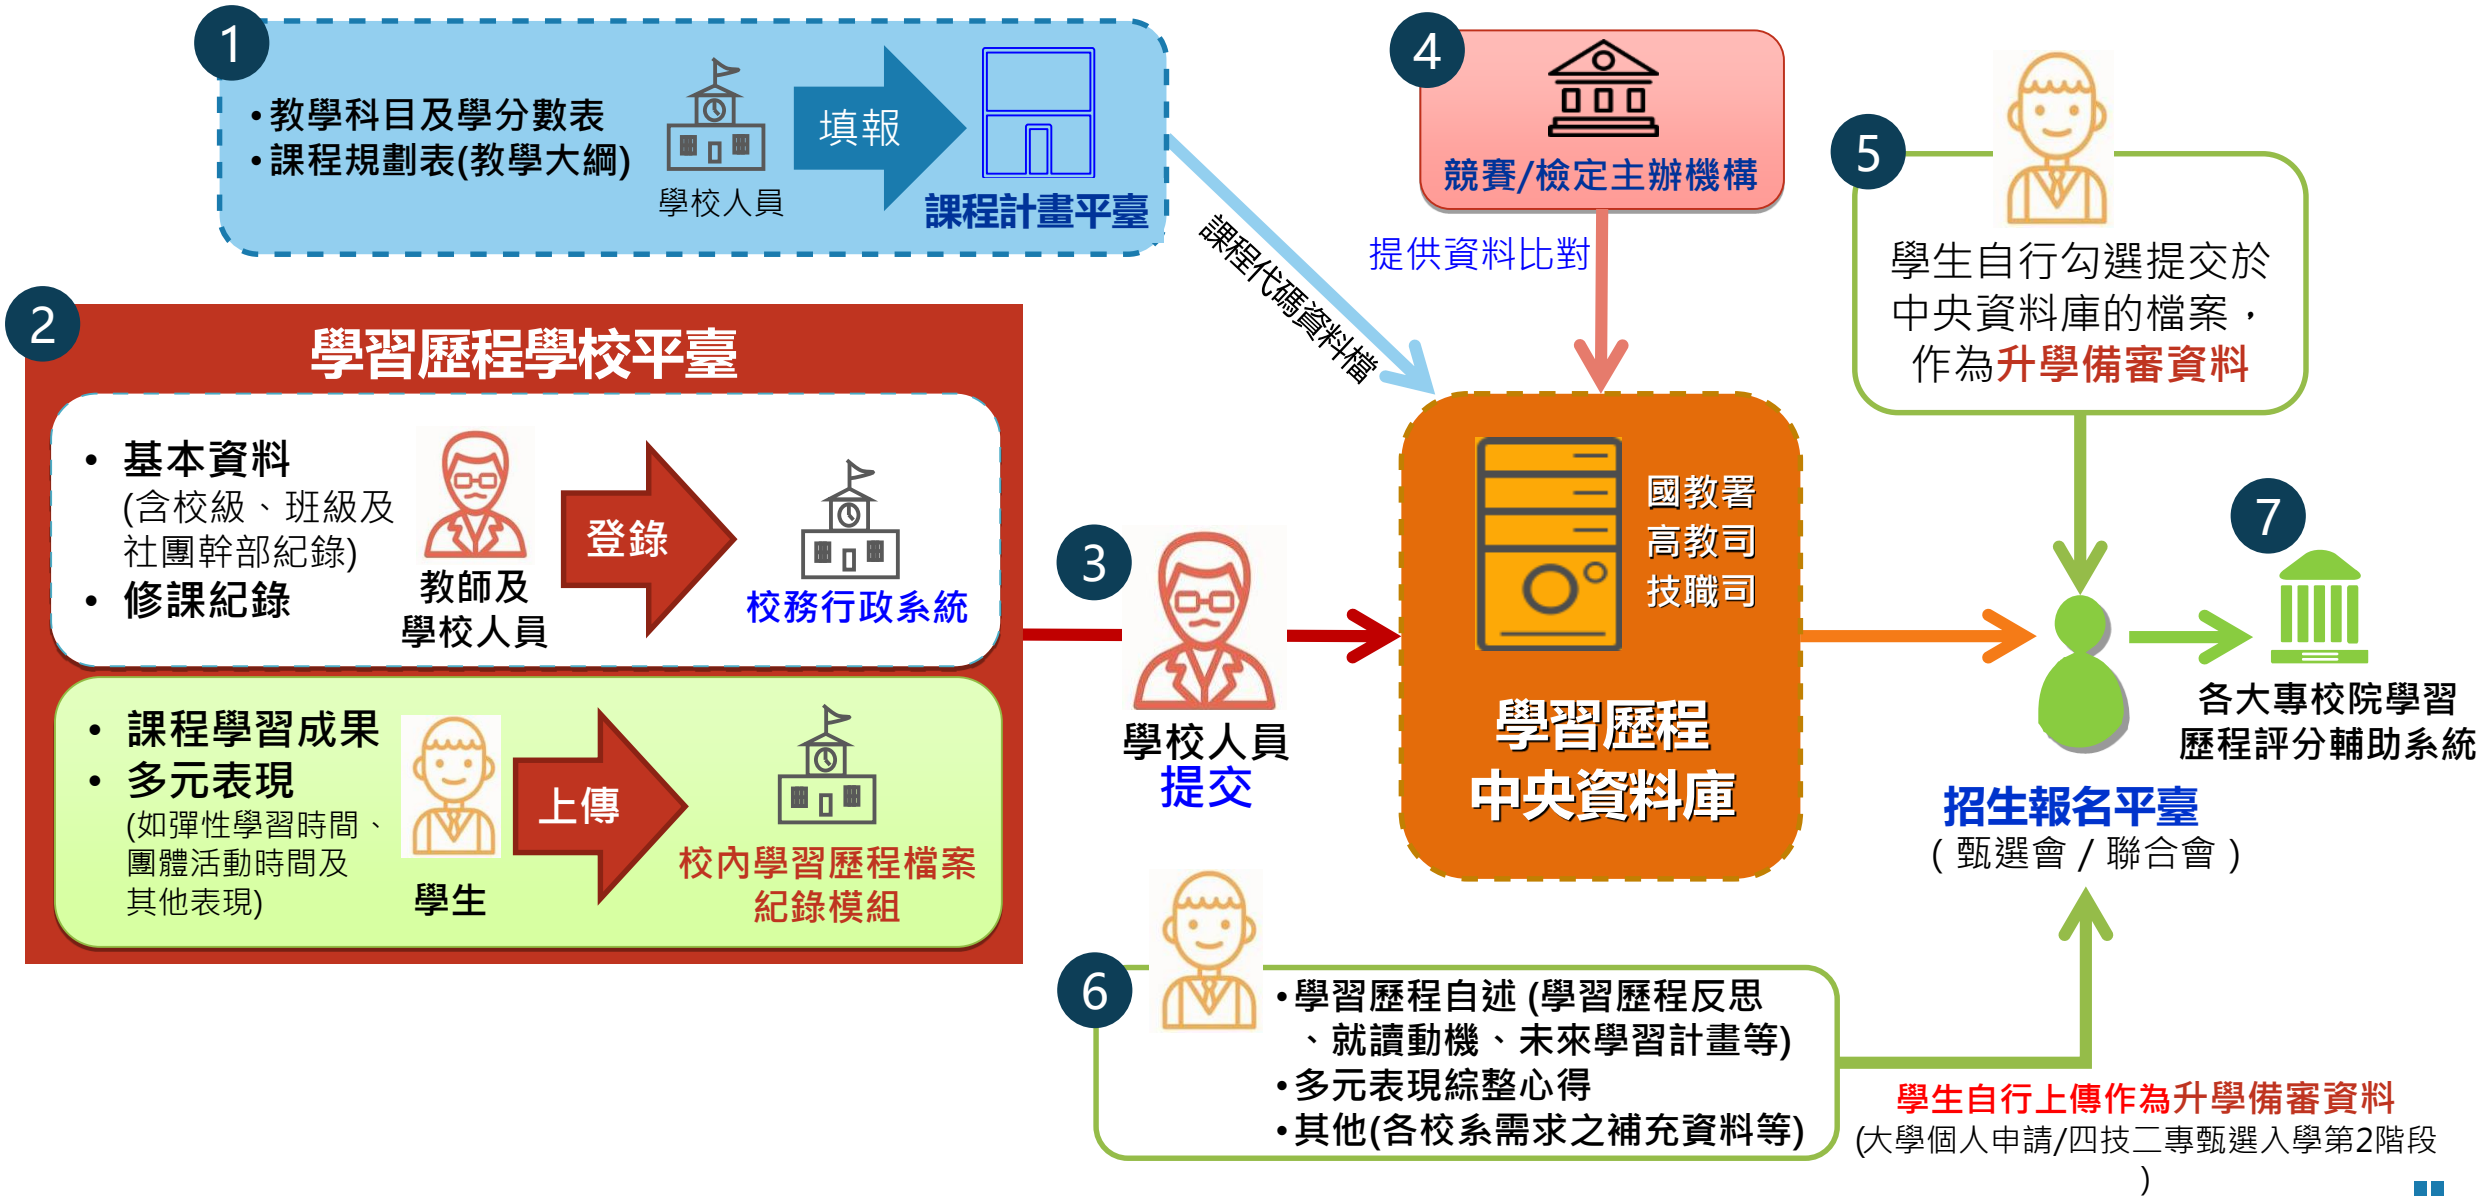 1
•教學科目及學分數表
•課程規劃表(教學大綱)
學校人員
填報
課程計畫平臺
課程代碼資料檔
2
學習歷程學校平臺
• 基本資料
(含校級、班級及
社團幹部紀錄)
• 修課紀錄
教師及
學校人員
登錄
校務行政系統
• 課程學習成果
• 多元表現
(如彈性學習時間、
團體活動時間及
其他表現)
學生
上傳
校內學習歷程檔案
紀錄模組
3
學校人員
提交
4
競賽/檢定主辦機構
提供資料比對
國教署
高教司
技職司
學習歷程
中央資料庫
5
學生自行勾選提交於
中央資料庫的檔案，
作為升學備審資料
6
•學習歷程自述 (學習歷程反思
、就讀動機、未來學習計畫等)
•多元表現綜整心得
•其他(各校系需求之補充資料等)
7
各大專校院學習
歷程評分輔助系統
招生報名平臺
( 甄選會 / 聯合會 )
學生自行上傳作為升學備審資料
(大學個人申請/四技二專甄選入學第2階段
)